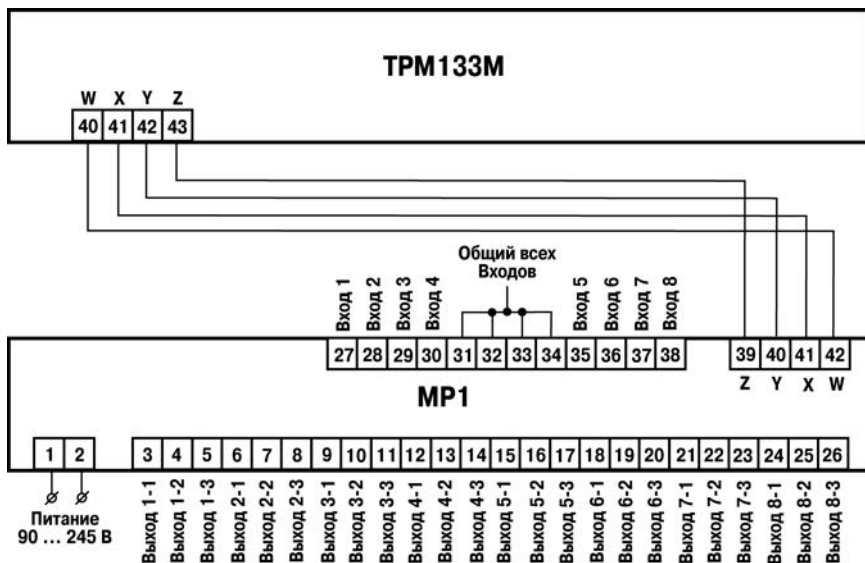 ТРМ133М
W X Y Z
40 41 42 43
Общий всех
Входов
Вход 1
Вход 2
Вход 3
Вход 4
Вход 5
Вход 6
Вход 7
Вход 8
27 28 29 30 31 32 33 34 35 36 37 38
39 40 41 42
Z Y X W
МР1
1 2
3 4 5 6 7 8 9 10 11 12 13 14 15 16 17 18 19 20 21 22 23 24 25 26
Питание
90 ... 245 В
Выход 1-1
Выход 1-2
Выход 1-3
Выход 2-1
Выход 2-2
Выход 2-3
Выход 3-1
Выход 3-2
Выход 3-3
Выход 4-1
Выход 4-2
Выход 4-3
Выход 5-1
Выход 5-2
Выход 5-3
Выход 6-1
Выход 6-2
Выход 6-3
Выход 7-1
Выход 7-2
Выход 7-3
Выход 8-1
Выход 8-2
Выход 8-3